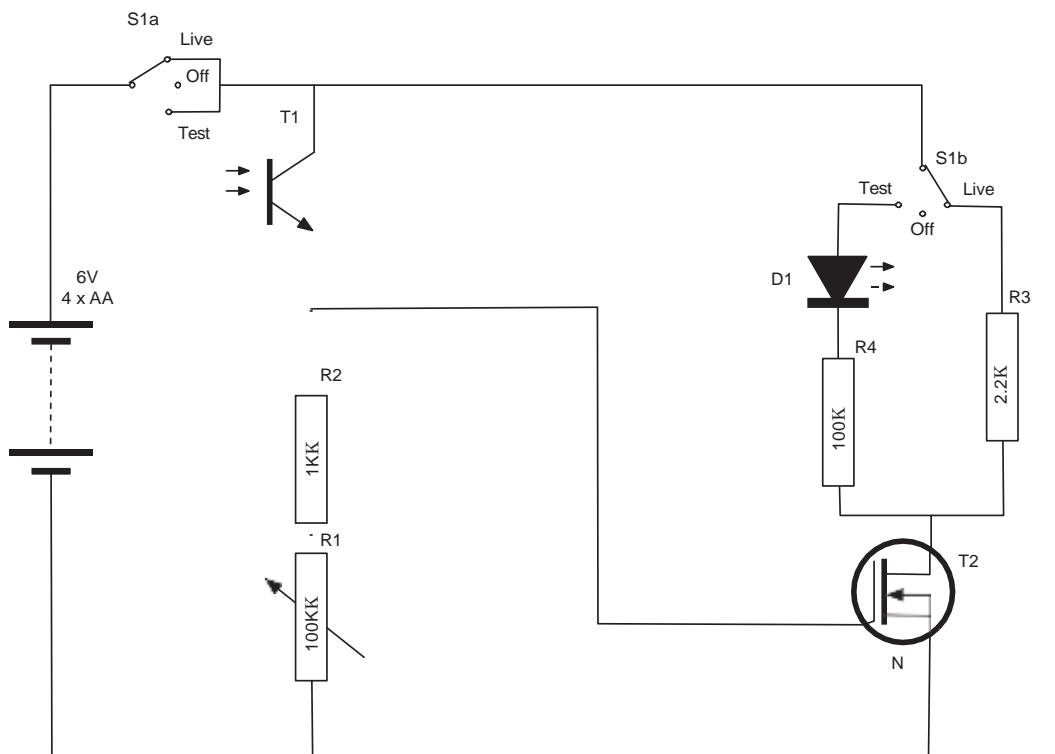 S1a
Live
Off
Test
T1
S1b
Test
Live
Off
6V
4 x AA
D1
R3
R2
R4
2.2K
100K
1KK
R1
T2
100KK
N